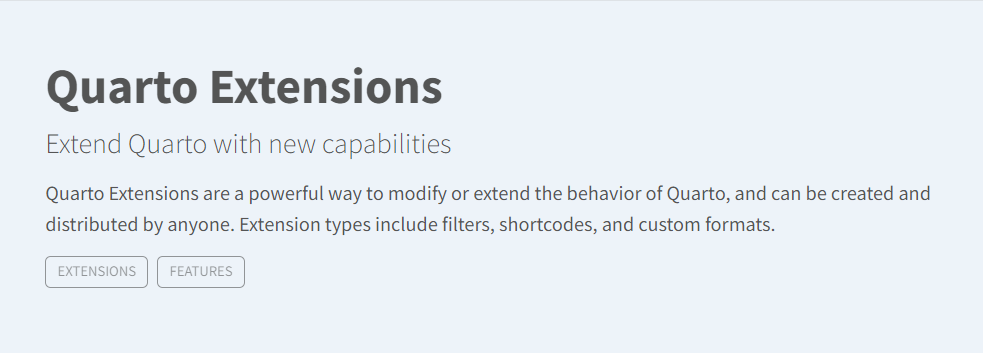 Quarto Extensions
Extend Quarto with new capabilities
Quarto Extensions are a powerful way to modify or extend the behavior of Quarto, and can be created and
distributed by anyone. Extension types include filters, shortcodes, and custom formats.
EXTENSIONS FEATURES